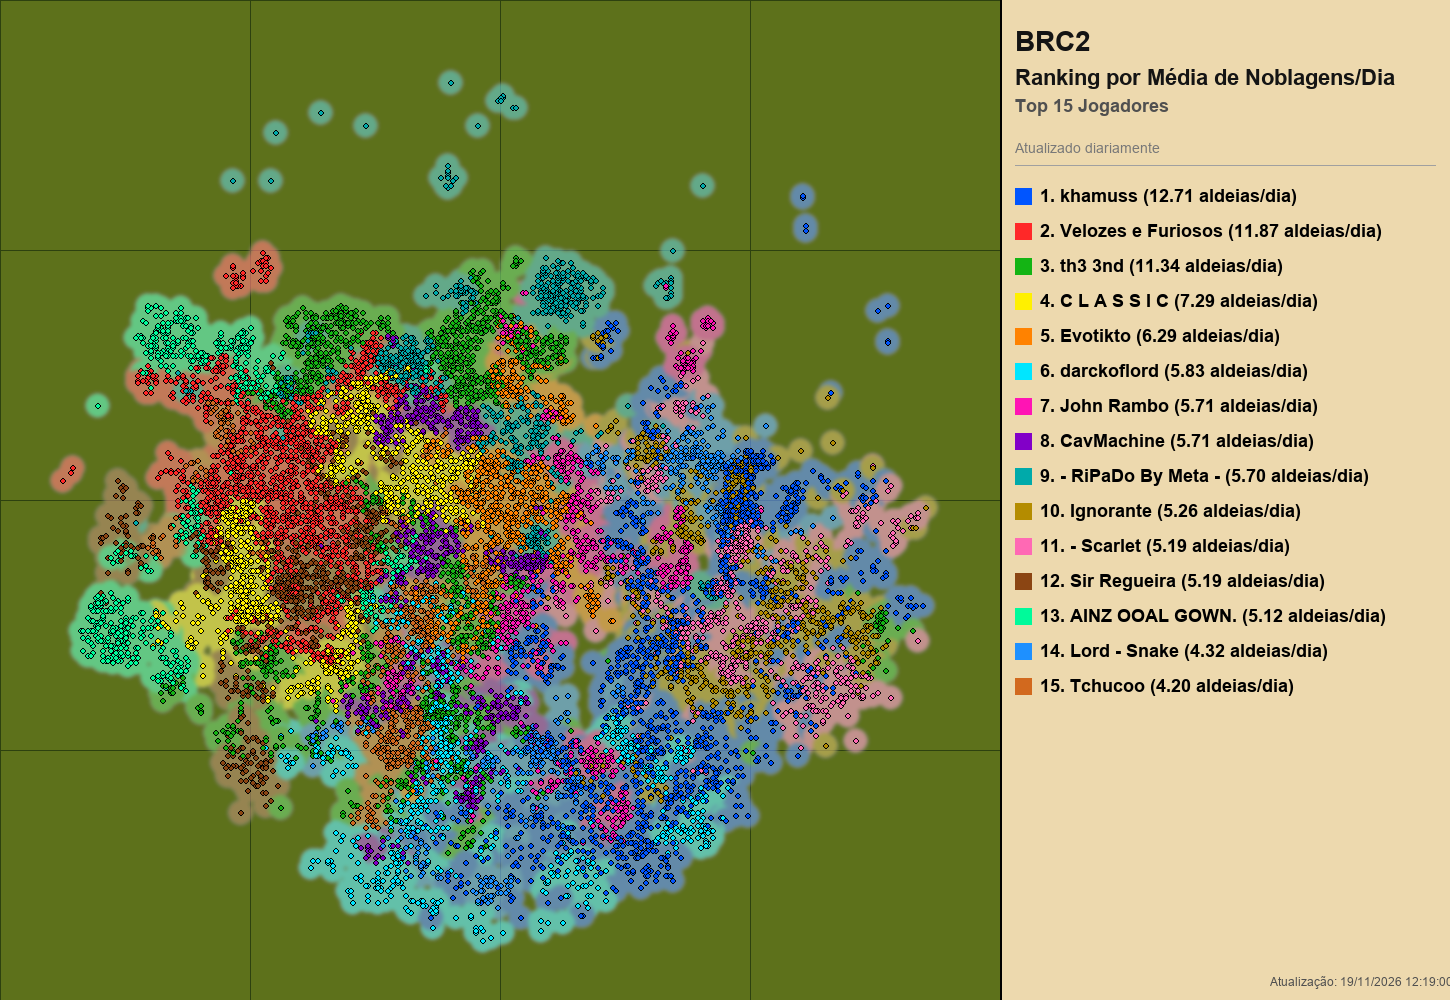 BRC2
Ranking por Média de Noblagens/Dia
Top 15 Jogadores
Atualizado diariamente
1. khamuss (12.71 aldeias/dia)
2. Velozes e Furiosos (11.87 aldeias/dia)
3. th3 3nd (11.34 aldeias/dia)
4. C L A S S I C (7.29 aldeias/dia)
5. Evotikto (6.29 aldeias/dia)
6. darckoflord (5.83 aldeias/dia)
7. John Rambo (5.71 aldeias/dia)
8. CavMachine (5.71 aldeias/dia)
9. - RiPaDo By Meta - (5.70 aldeias/dia)
10. Ignorante (5.26 aldeias/dia)
11. - Scarlet (5.19 aldeias/dia)
12. Sir Regueira (5.19 aldeias/dia)
13. AINZ OOAL GOWN. (5.12 aldeias/dia)
14. Lord - Snake (4.32 aldeias/dia)
15. Tchucoo (4.20 aldeias/dia)
Atualização: 19/11/2026 12:19:00